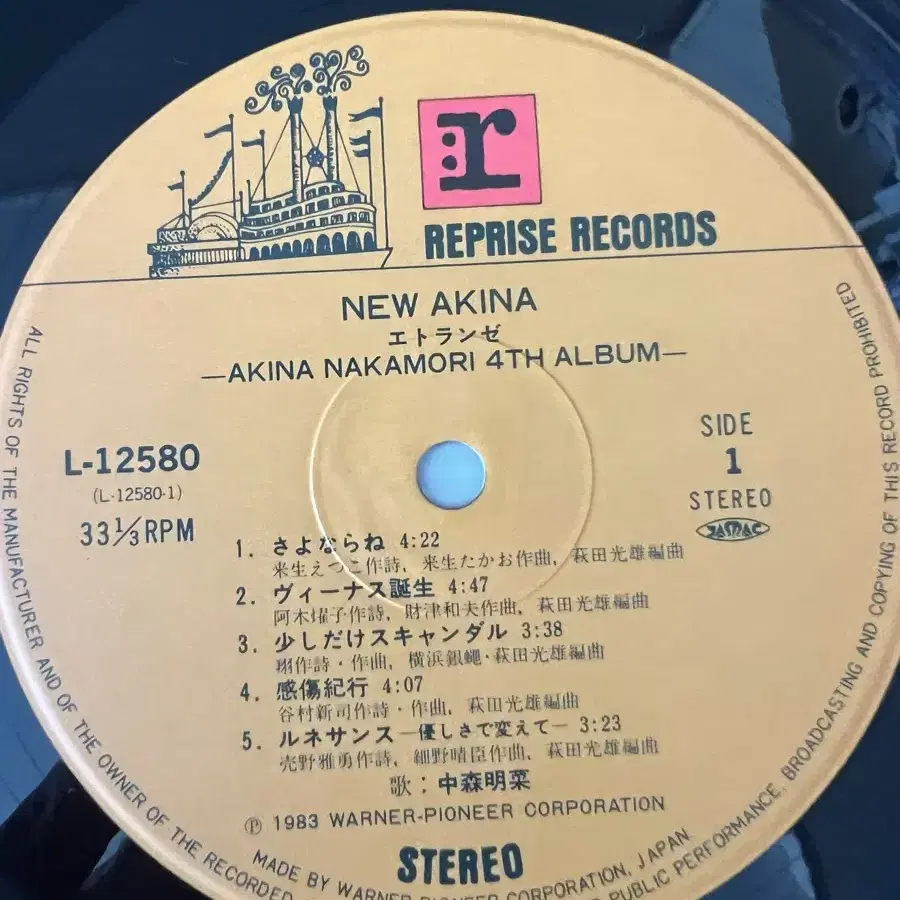 r
REPRISE RECORDS
NEW AKINA
エトランゼ
—AKINA NAKAMORI 4TH ALBUM—
L-12580
(L-12580-1)
33⅓RPM
SIDE
1
STEREO
JASRAC
1. さよならね 4:22
来生えつこ作詩, 来生たかお作曲, 萩田光雄編曲
2. ヴィーナス誕生 4:47
阿木燿子作詩, 財津和夫作曲, 萩田光雄編曲
3. 少しだけスキャンダル 3:38
翔作詩・作曲, 横浜銀蠅・萩田光雄編曲
4. 感傷紀行 4:07
谷村新司作詩・作曲, 萩田光雄編曲
5. ルネサンス—優しさで変えて— 3:23
売野雅勇作詩, 細野晴臣作曲, 萩田光雄編曲
歌：中森明菜
Ⓟ 1983 WARNER-PIONEER CORPORATION
STEREO
MADE BY WARNER-PIONEER CORPORATION, JAPAN
ALL RIGHTS OF THE MANUFACTURER AND OF THE OWNER OF THE RECORDED
PUBLIC PERFORMANCE, BROADCASTING AND COPYING OF THIS RECORD PROHIBITED